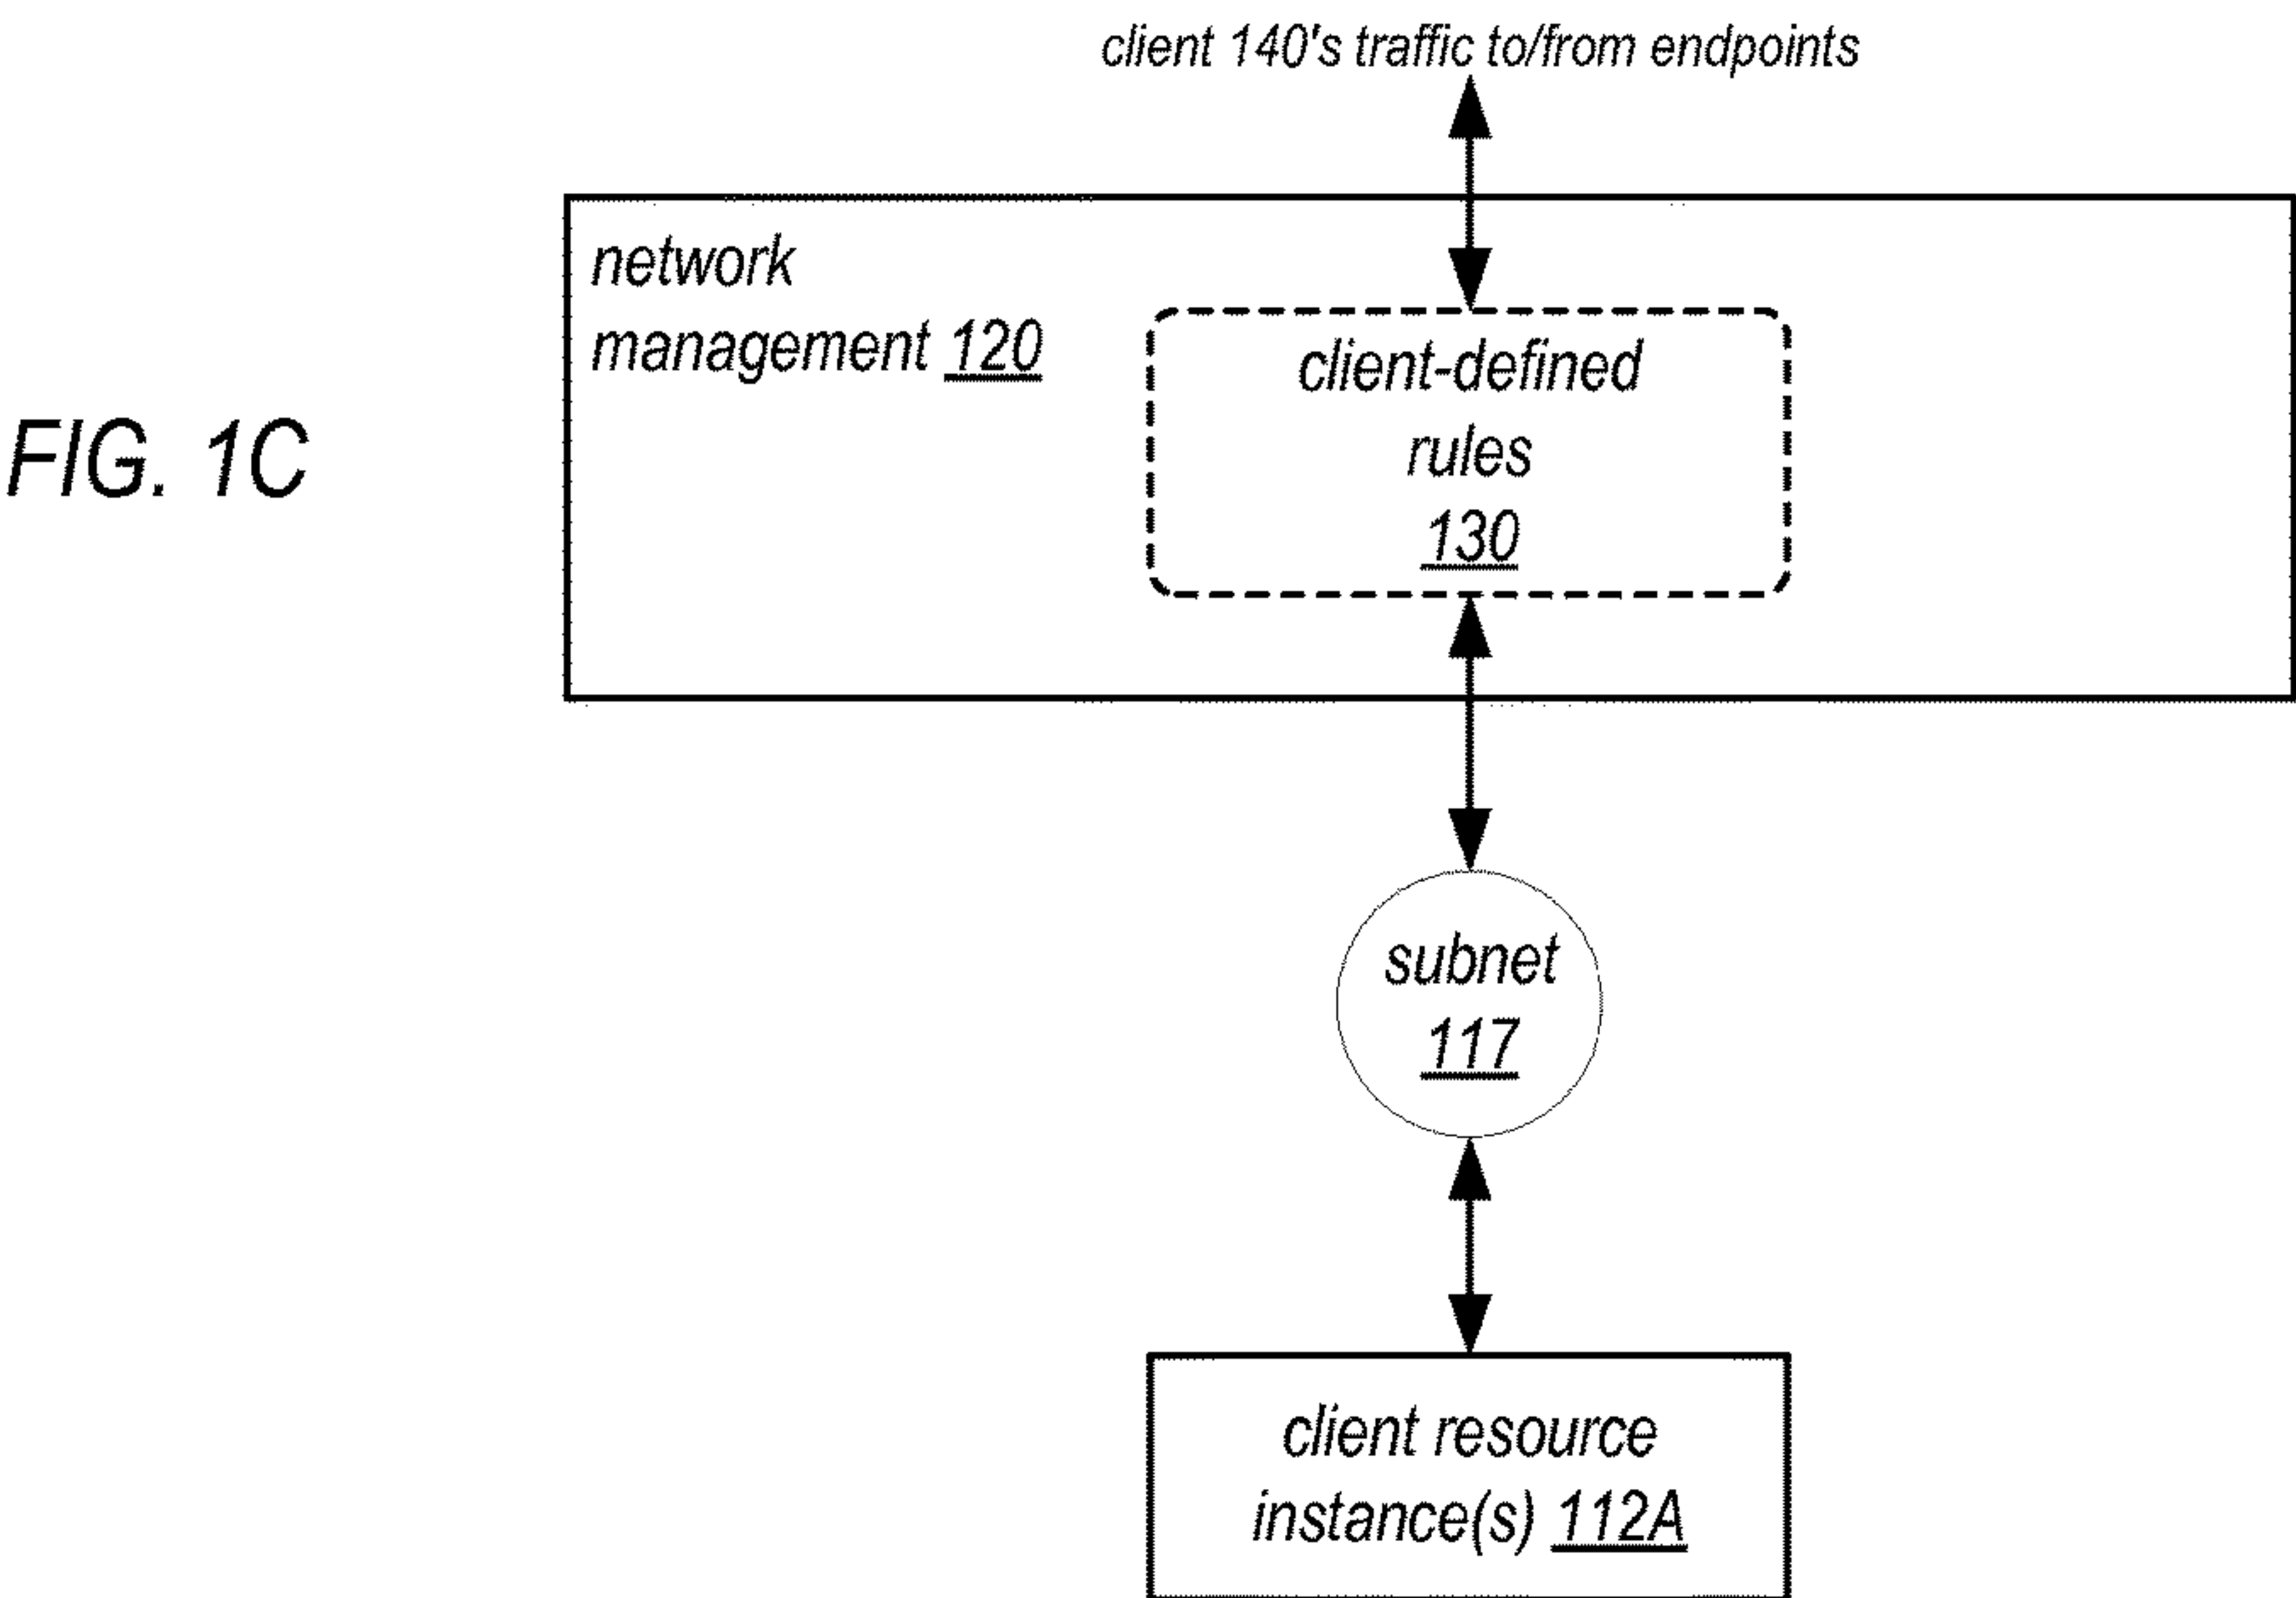 client 140's traffic to/from endpoints
network
management 120
client-defined
rules
130
FIG. 1C
subnet
117
client resource
instance(s) 112A